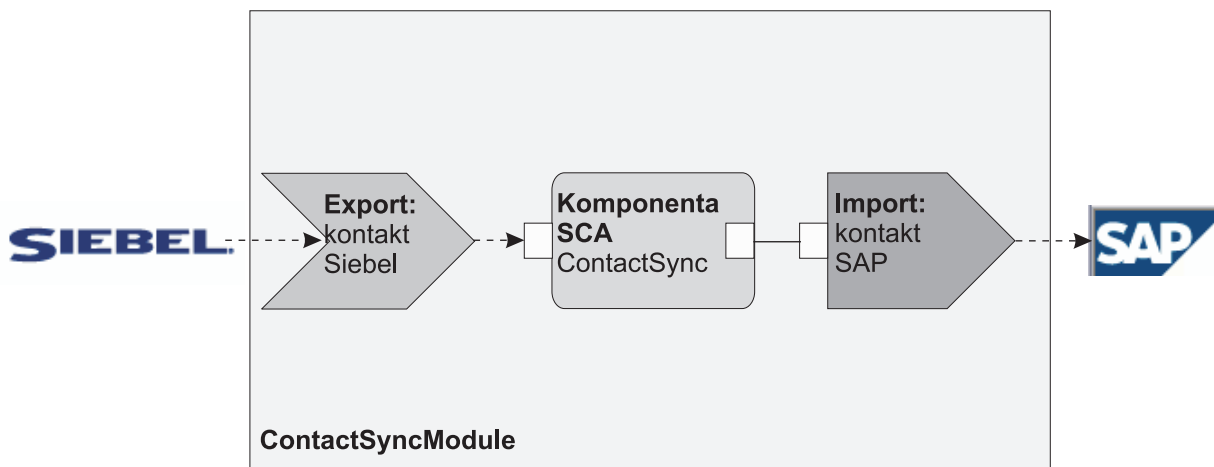 SIEBEL.
Export:
kontakt
Siebel
Komponenta
SCA
ContactSync
Import:
kontakt
SAP
SAP
ContactSyncModule